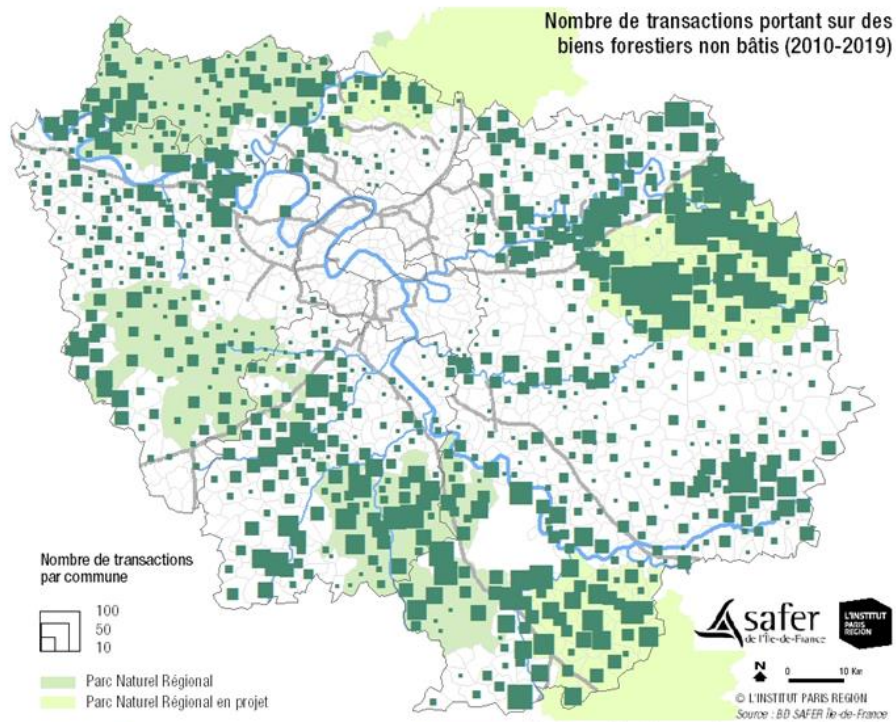 Nombre de transactions portant sur des
biens forestiers non bâtis (2010-2019)
Nombre de transactions
par commune
100
50
10
Parc Naturel Régional
Parc Naturel Régional en projet
safer
de l'Île-de-France
L'INSTITUT
PARIS
REGION
N
0 10 Km
© L'INSTITUT PARIS REGION
Source : BD SAFER Île-de-France